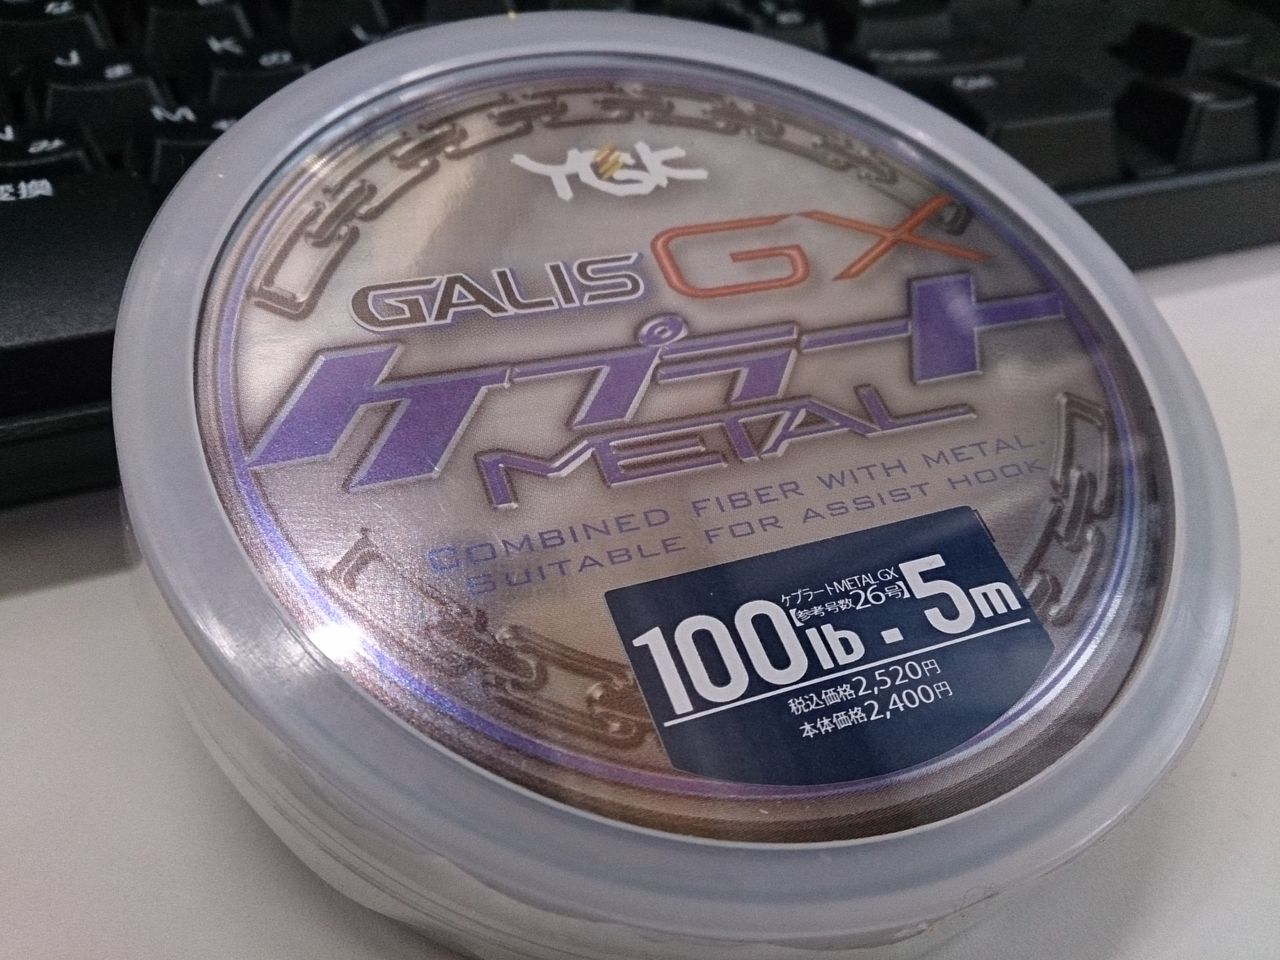 J
K
M
N
変換
YGK
GALIS GX
ケプラート
METAL
COMBINED FIBER WITH METAL.
SUITABLE FOR ASSIST HOOK
ケプラートMETAL GX
【参考号数26号】
100lb - 5m
税込価格2,520円
本体価格2,400円